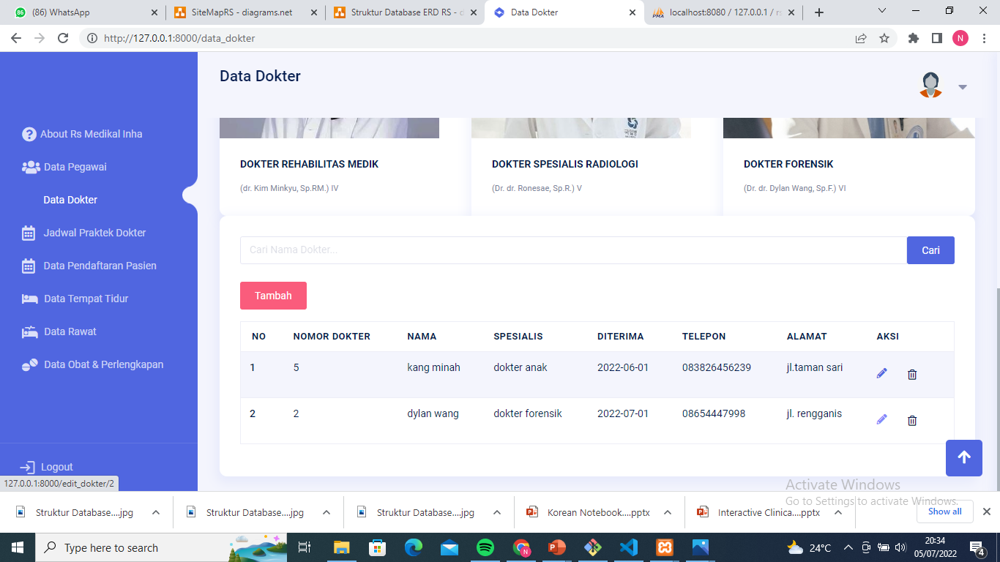 (86) WhatsApp
SiteMapRS - diagrams.net
Struktur Database ERD RS - d
Data Dokter
localhost:8080 / 127.0.0.1 / rs
http://127.0.0.1:8000/data_dokter
N
Data Dokter
About Rs Medikal Inha
Data Pegawai
Data Dokter
Jadwal Praktek Dokter
Data Pendaftaran Pasien
Data Tempat Tidur
Data Rawat
Data Obat & Perlengkapan
Logout
127.0.0.1:8000/edit_dokter/2
DOKTER REHABILITAS MEDIK
(dr. Kim Minkyu, Sp.RM.) IV
DOKTER SPESIALIS RADIOLOGI
(Dr. dr. Ronesae, Sp.R.) V
DOKTER FORENSIK
(Dr. dr. Dylan Wang, Sp.F.) VI
Cari Nama Dokter...
Cari
Tambah
NO NOMOR DOKTER NAMA SPESIALIS DITERIMA TELEPON ALAMAT AKSI
1 5 kang minah dokter anak 2022-06-01 083826456239 jl.taman sari
2 2 dylan wang dokter forensik 2022-07-01 08654447998 jl. rengganis
Activate Windows
Go to Settings to activate Windows.
Struktur Database....jpg
Struktur Database....jpg
Struktur Database....jpg
Korean Notebook....pptx
Interactive Clinica....pptx
Show all
Type here to search
24°C
20:34
05/07/2022
4